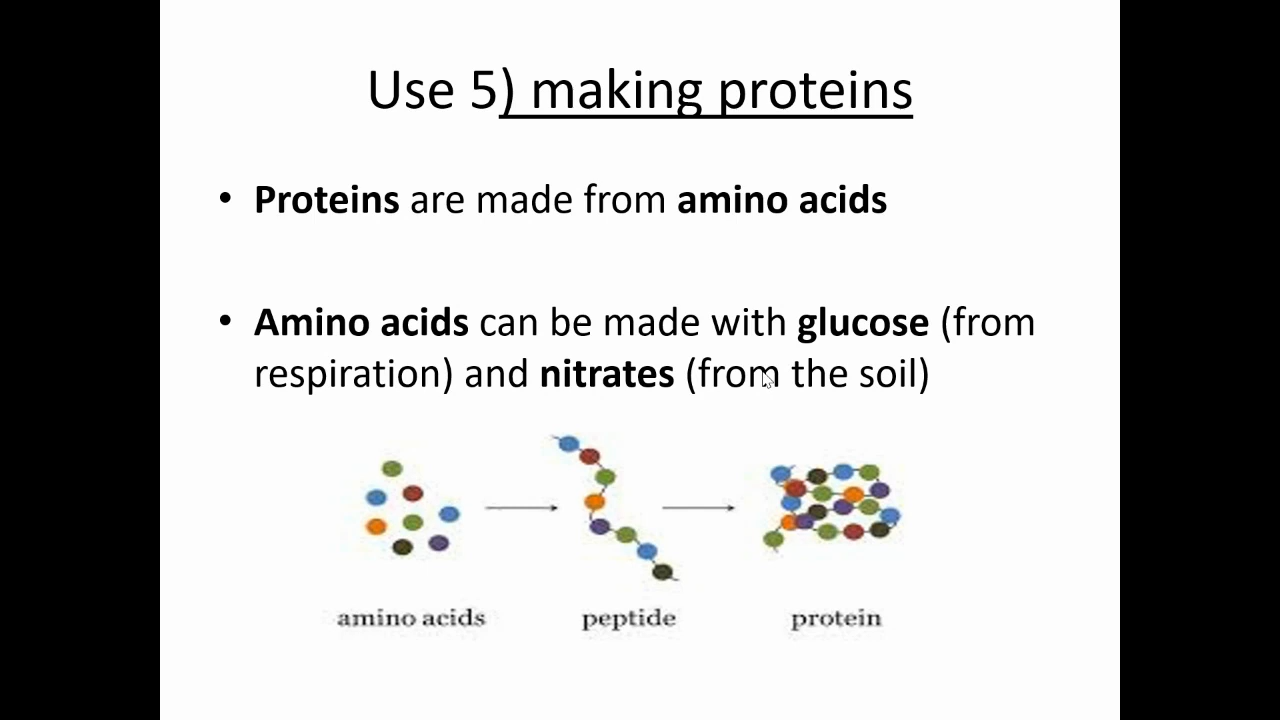 Use 5) making proteins
• Proteins are made from amino acids
• Amino acids can be made with glucose (from
respiration) and nitrates (from the soil)
amino acids peptide protein